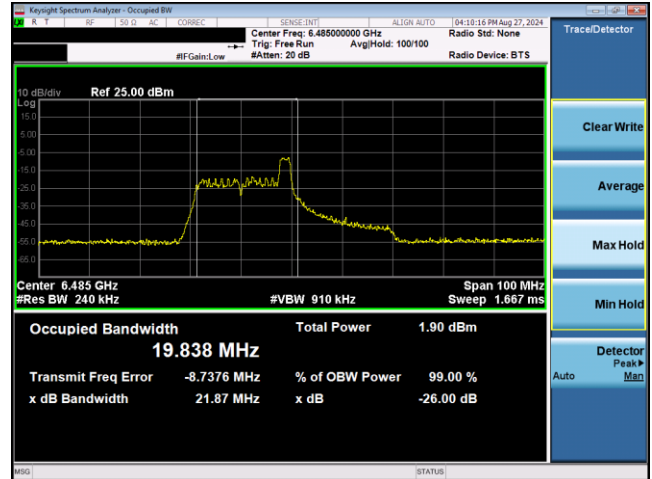 Keysight Spectrum Analyzer - Occupied BW
R T RF 50 Ω AC CORREC SENSE:INT ALIGN AUTO 04:10:16 PM Aug 27, 2024
Center Freq: 6.485000000 GHz Radio Std: None
Trig: Free Run Avg|Hold: 100/100
#IFGain:Low #Atten: 20 dB Radio Device: BTS
Trace/Detector
10 dB/div Ref 25.00 dBm
Log
15.0
5.00
-5.00
-15.0
-25.0
-35.0
-45.0
-55.0
-65.0
Center 6.485 GHz Span 100 MHz
#Res BW 240 kHz #VBW 910 kHz Sweep 1.667 ms
Occupied Bandwidth Total Power 1.90 dBm
19.838 MHz
Transmit Freq Error -8.7376 MHz % of OBW Power 99.00 %
x dB Bandwidth 21.87 MHz x dB -26.00 dB
Clear Write
Average
Max Hold
Min Hold
Detector
Peak▶
Auto Man
MSG STATUS